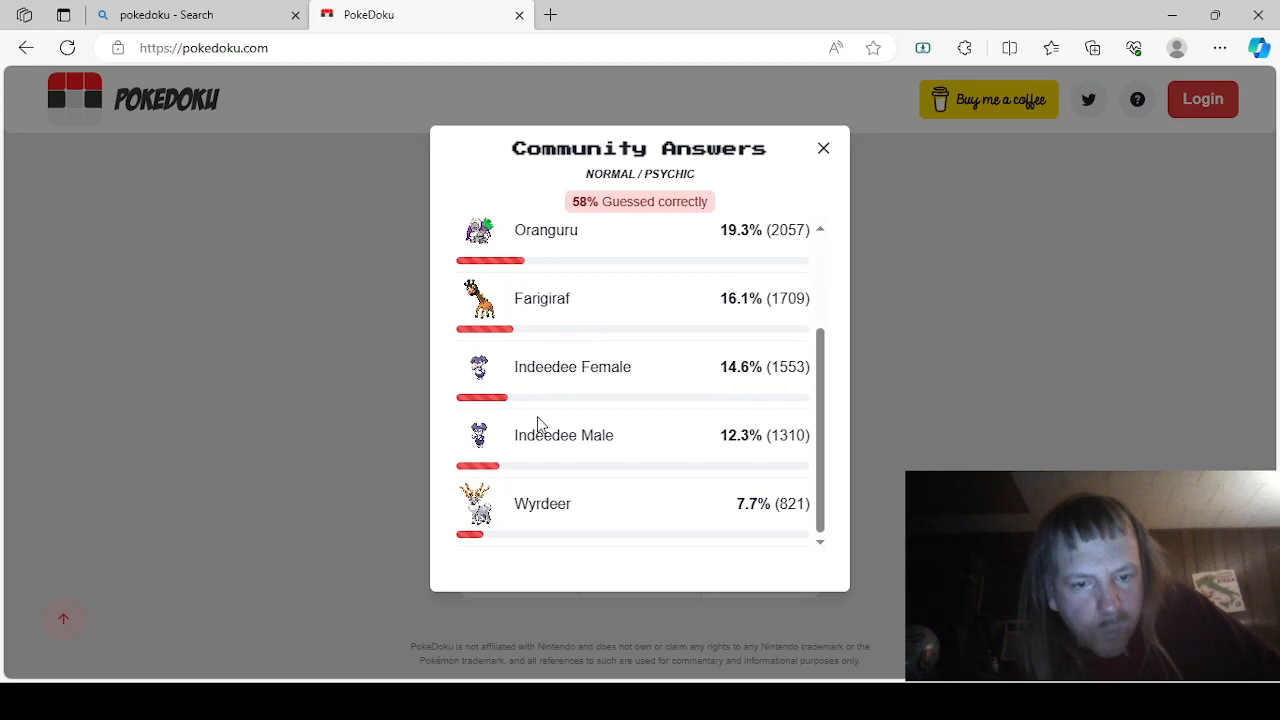 pokedoku - Search
PokeDoku
https://pokedoku.com
POKEDOKU
Buy me a coffee
Login
Community Answers
NORMAL / PSYCHIC
58% Guessed correctly
Oranguru 19.3% (2057)
Farigiraf 16.1% (1709)
Indeedee Female 14.6% (1553)
Indeedee Male 12.3% (1310)
Wyrdeer 7.7% (821)
PokeDoku is not affiliated with Nintendo and does not own or claim any rights to any Nintendo trademark or the
Pokémon trademark, and all references to such are used for commentary and informational purposes only.